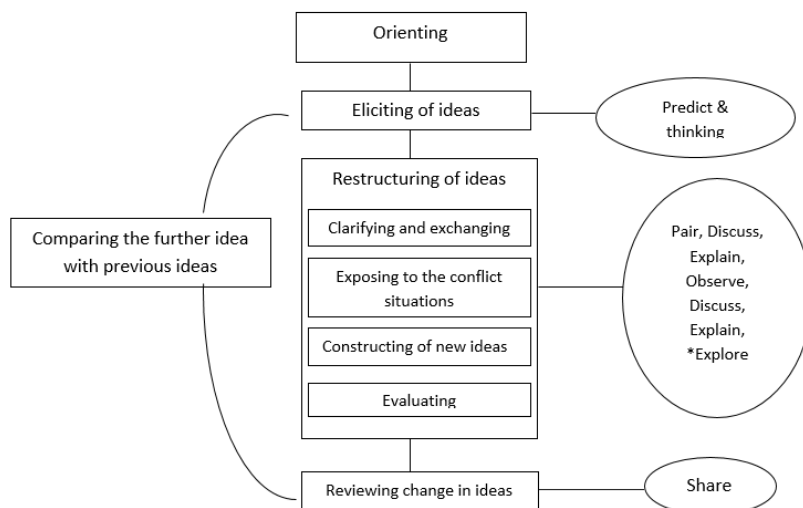 Orienting
Eliciting of ideas
Predict &
thinking
Restructuring of ideas
Clarifying and exchanging
Exposing to the conflict
situations
Constructing of new ideas
Evaluating
Comparing the further idea
with previous ideas
Pair, Discuss,
Explain,
Observe,
Discuss,
Explain,
*Explore
Reviewing change in ideas
Share